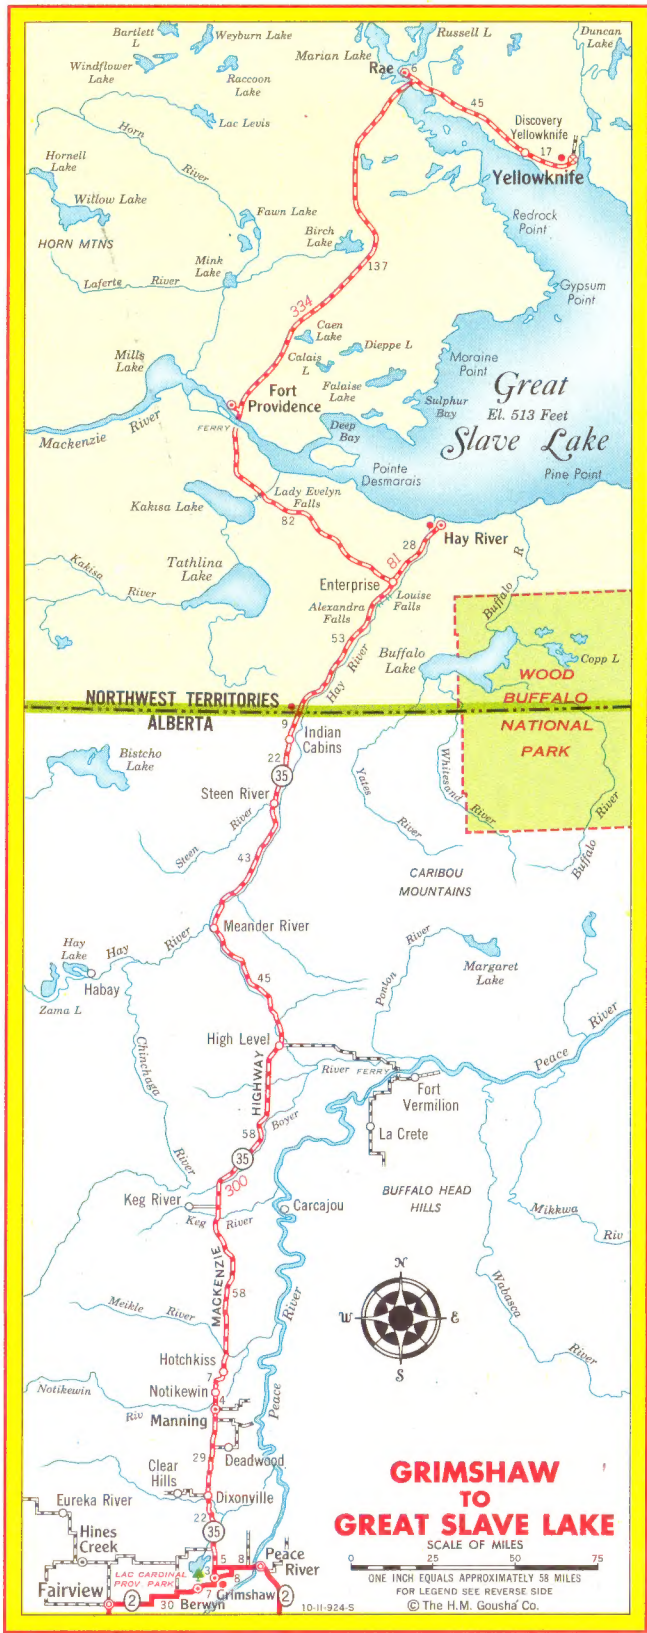 Bartlett
L
Weyburn Lake
Russell L
Duncan
Lake
Marian Lake
Windflower
Lake
Rae
6
Raccoon
Lake
45
Lac Levis
Horn
River
Discovery
Yellowknife
17
Yellowknife
Hornell
Lake
Willow Lake
Fawn Lake
Redrock
Point
HORN MTNS
Birch
Lake
Mink
Lake
137
Laferte River
Gypsum
Point
334
Caen
Lake
Calais
L
Dieppe L
Mills
Lake
Moraine
Point
Falaise
Lake
Great
El. 513 Feet
Slave Lake
Fort
Providence
Sulphur
Bay
FERRY
Deep
Bay
Mackenzie River
Pointe
Desmarais
Pine Point
Kakisa Lake
Lady Evelyn
Falls
82
Hay River
28
81
Tathlina
Lake
Kakisa
River
Enterprise
Buffalo R
Alexandra
Falls
Louise
Falls
53
Buffalo
Lake
Copp L
Hay River
WOOD
BUFFALO
NATIONAL
PARK
NORTHWEST TERRITORIES
ALBERTA
9
Indian
Cabins
Bistcho
Lake
22
35
Yates
River
Whitesand
River
Steen River
Steen River
Buffalo River
43
CARIBOU
MOUNTAINS
Meander River
Hay
Lake
Hay River
Habay
Zama L
Ponton River
Margaret
Lake
45
Chinchaga
River
High Level
Peace River
River FERRY
Fort
Vermilion
HIGHWAY
Boyer
La Crete
58
35
300
Keg River
Carcajou
BUFFALO HEAD
HILLS
Keg River
Mikkwa
Riv
MACKENZIE
58
N
W
E
S
Wabasca
River
Meikle River
Peace River
Hotchkiss
7
Notikewin
Notikewin
Riv
4
Manning
29
Deadwood
Clear
Hills
Dixonville
Eureka River
22
35
Hines
Creek
5
8
Peace
River
LAC CARDINAL
PROV. PARK
3
8
Fairview
Grimshaw
7
Berwyn
2
30
2
GRIMSHAW
TO
GREAT SLAVE LAKE
SCALE OF MILES
0 25 50 75
ONE INCH EQUALS APPROXIMATELY 58 MILES
FOR LEGEND SEE REVERSE SIDE
10-11-924-S
© The H.M. Gousha Co.